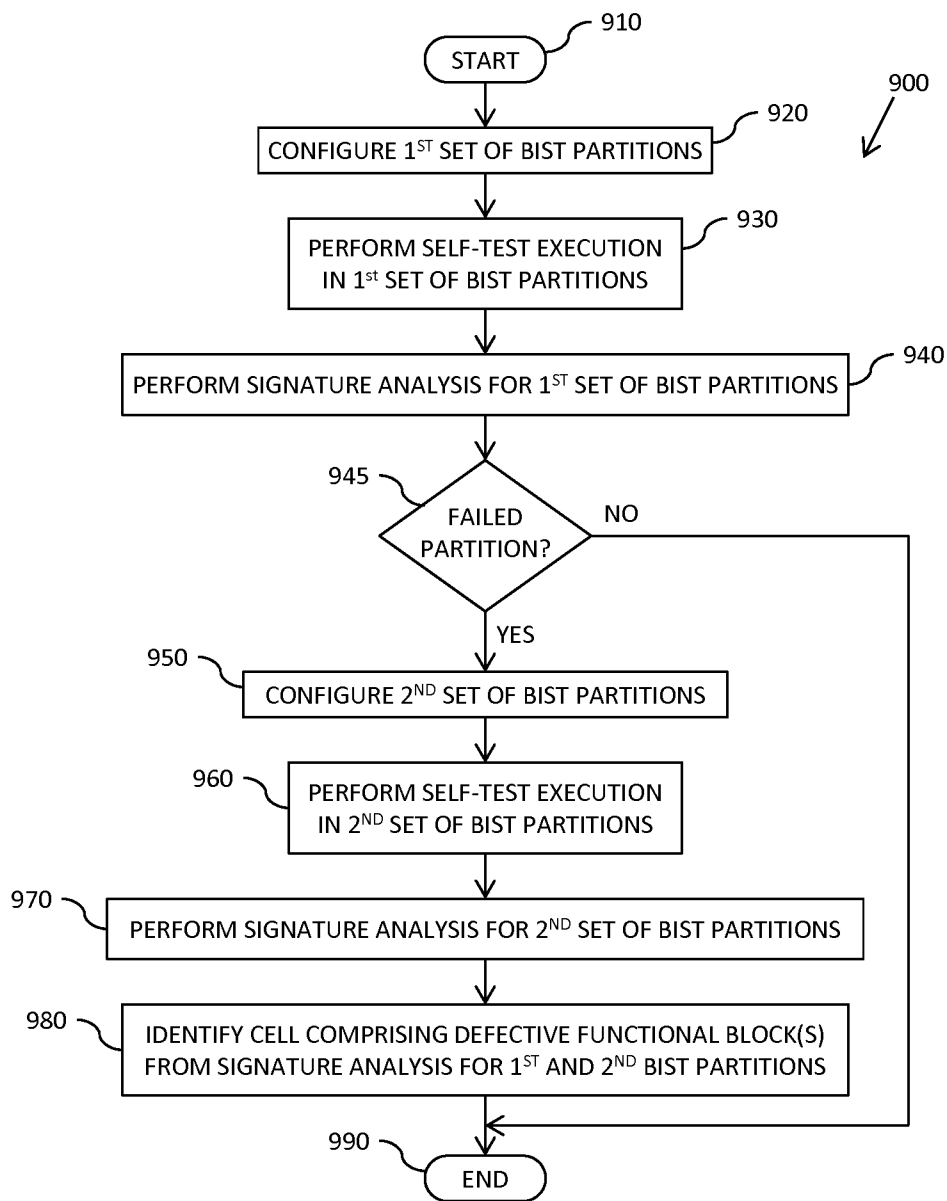 910
START
900
920
CONFIGURE 1ST SET OF BIST PARTITIONS
930
PERFORM SELF-TEST EXECUTION
IN 1st SET OF BIST PARTITIONS
940
PERFORM SIGNATURE ANALYSIS FOR 1ST SET OF BIST PARTITIONS
945
FAILED
PARTITION?
NO
YES
950
CONFIGURE 2ND SET OF BIST PARTITIONS
960
PERFORM SELF-TEST EXECUTION
IN 2ND SET OF BIST PARTITIONS
970
PERFORM SIGNATURE ANALYSIS FOR 2ND SET OF BIST PARTITIONS
980
IDENTIFY CELL COMPRISING DEFECTIVE FUNCTIONAL BLOCK(S)
FROM SIGNATURE ANALYSIS FOR 1ST AND 2ND BIST PARTITIONS
990
END